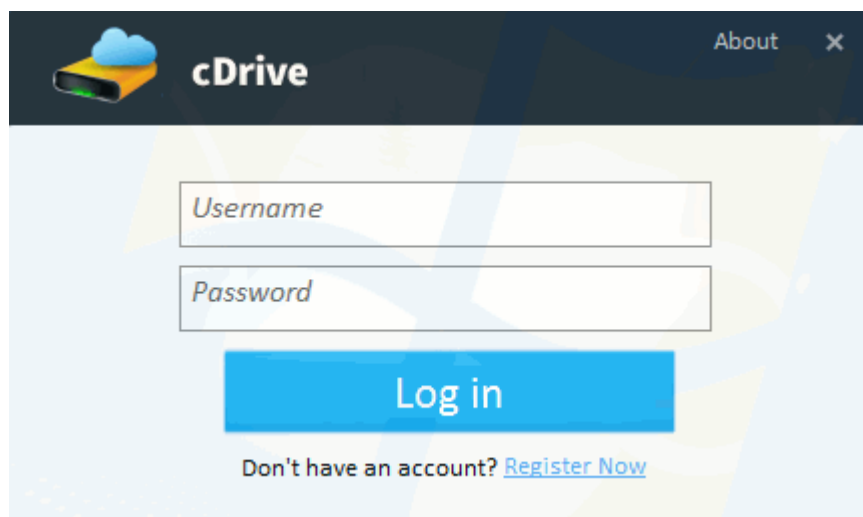 cDrive
About ×
Username
Password
Log in
Don't have an account? Register Now